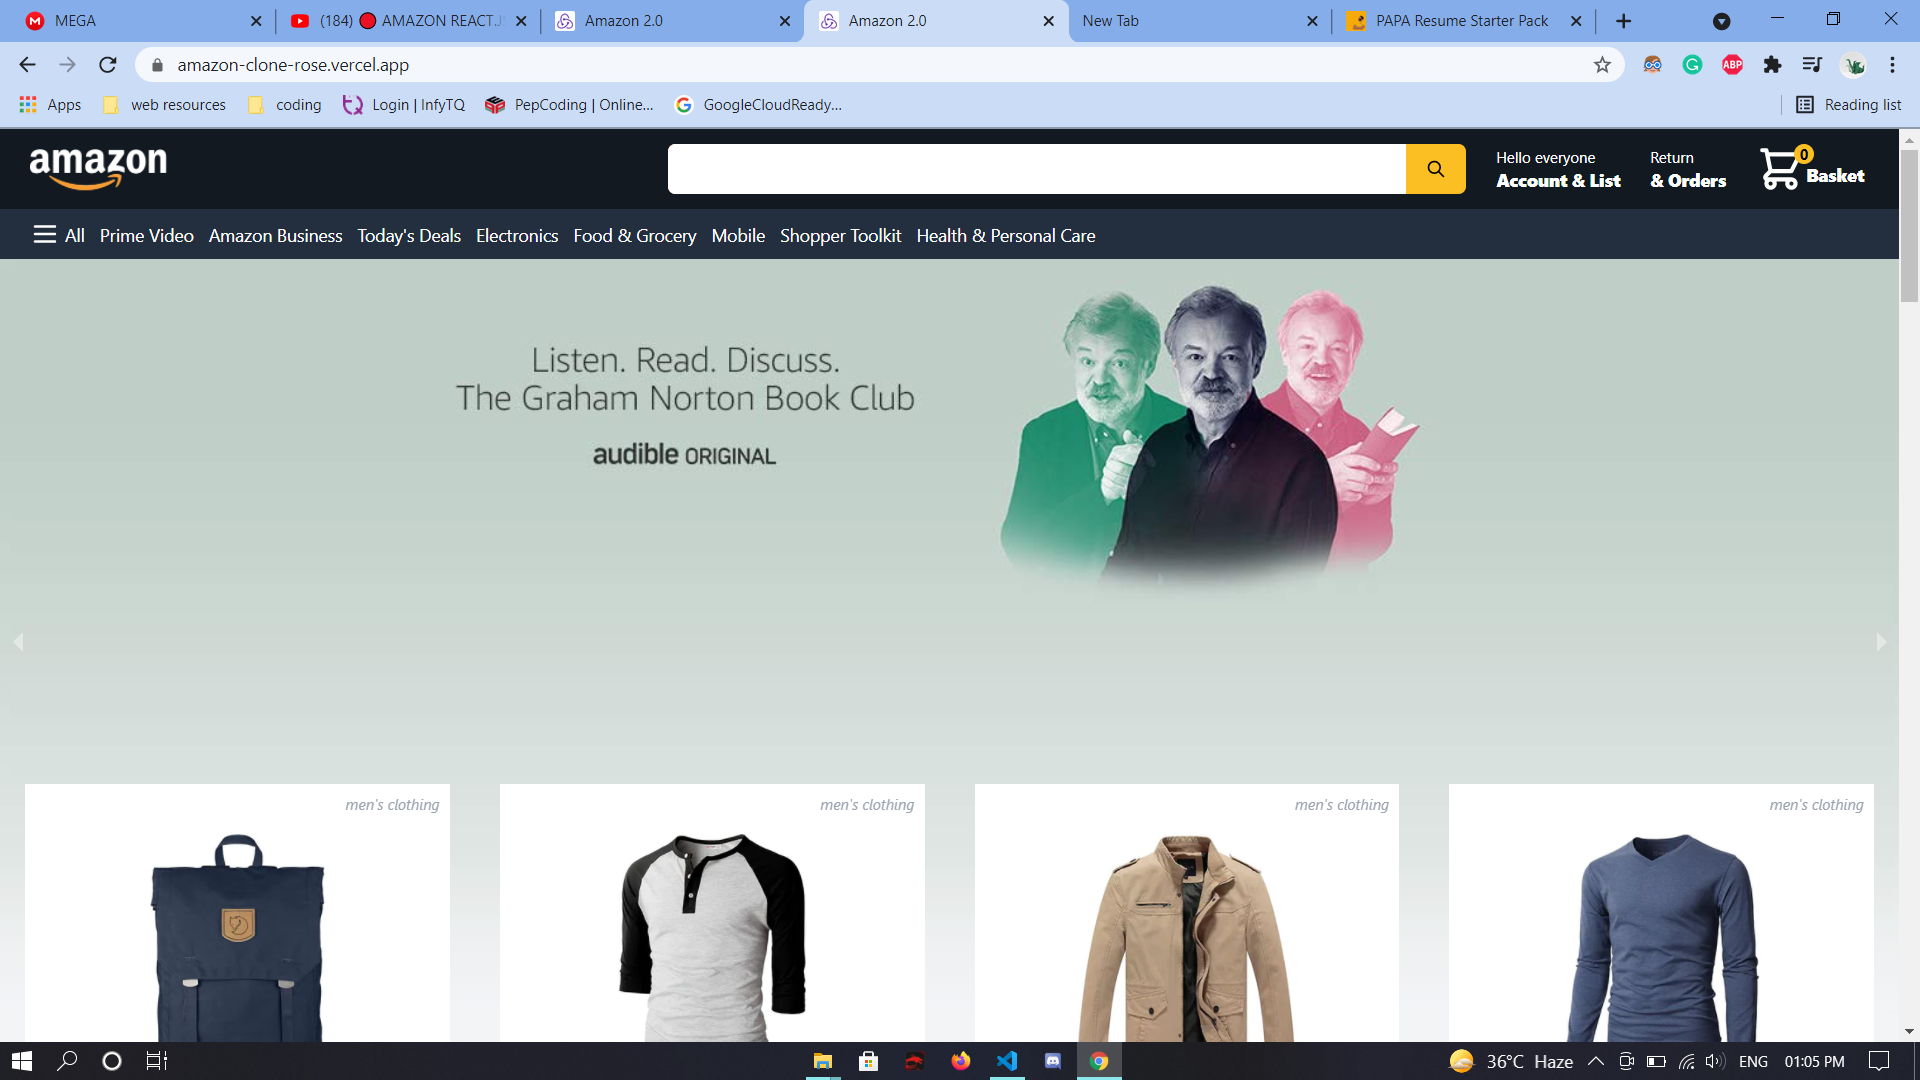 MEGA
(184) 🔴 AMAZON REACT.J
Amazon 2.0
Amazon 2.0
New Tab
PAPA Resume Starter Pack
amazon-clone-rose.vercel.app
ABP
Apps
web resources
coding
Login | InfyTQ
PepCoding | Online...
GoogleCloudReady...
Reading list
amazon
Hello everyone
Account & List
Return
& Orders
0
Basket
All
Prime Video
Amazon Business
Today's Deals
Electronics
Food & Grocery
Mobile
Shopper Toolkit
Health & Personal Care
Listen. Read. Discuss.
The Graham Norton Book Club
audible ORIGINAL
men's clothing
men's clothing
men's clothing
men's clothing
36°C Haze
ENG
01:05 PM